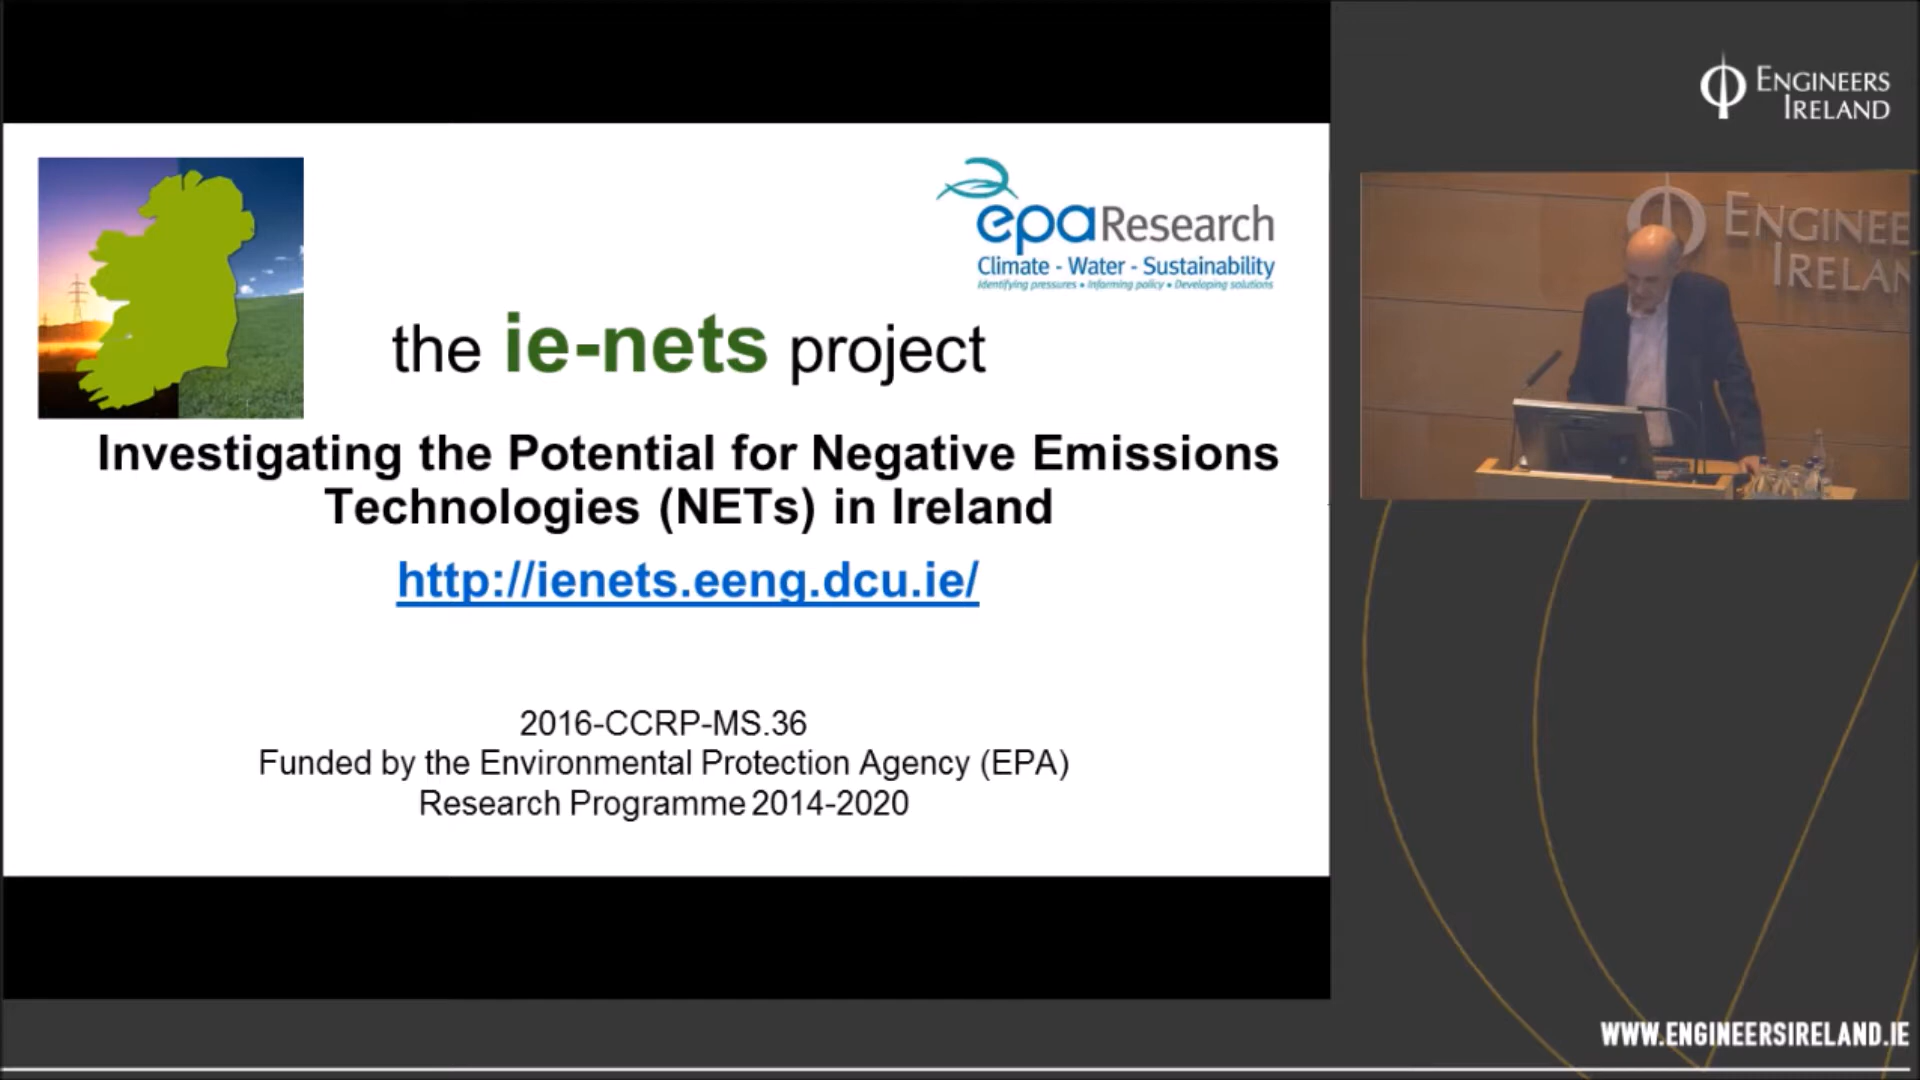 ENGINEERS
IRELAND
epaResearch
Climate - Water - Sustainability
Identifying pressures • Informing policy • Developing solutions
the ie-nets project
Investigating the Potential for Negative Emissions
Technologies (NETs) in Ireland
http://ienets.eeng.dcu.ie/
2016-CCRP-MS.36
Funded by the Environmental Protection Agency (EPA)
Research Programme 2014-2020
ENGINEE
IRELAN
WWW.ENGINEERSIRELAND.IE